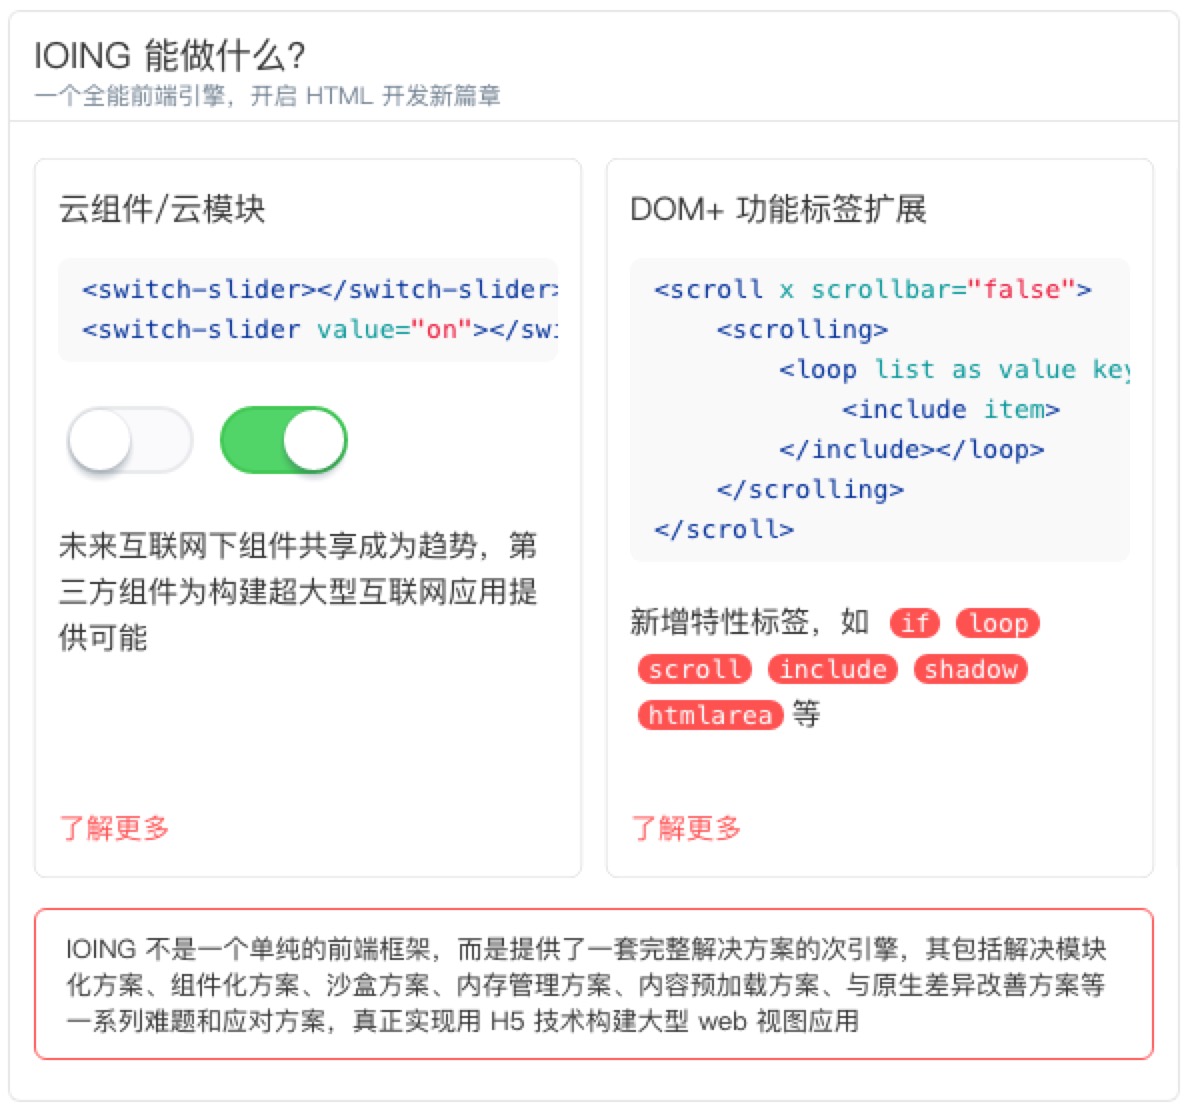 IOING 能做什么?
一个全能前端引擎，开启 HTML 开发新篇章
云组件/云模块
<switch-slider></switch-slider>
<switch-slider value="on"></swi
未来互联网下组件共享成为趋势，第
三方组件为构建超大型互联网应用提
供可能
了解更多
DOM+ 功能标签扩展
<scroll x scrollbar="false">
<scrolling>
<loop list as value key
<include item>
</include></loop>
</scrolling>
</scroll>
新增特性标签，如 if loop
scroll include shadow
htmlarea 等
了解更多
IOING 不是一个单纯的前端框架，而是提供了一套完整解决方案的次引擎，其包括解决模块
化方案、组件化方案、沙盒方案、内存管理方案、内容预加载方案、与原生差异改善方案等
一系列难题和应对方案，真正实现用 H5 技术构建大型 web 视图应用